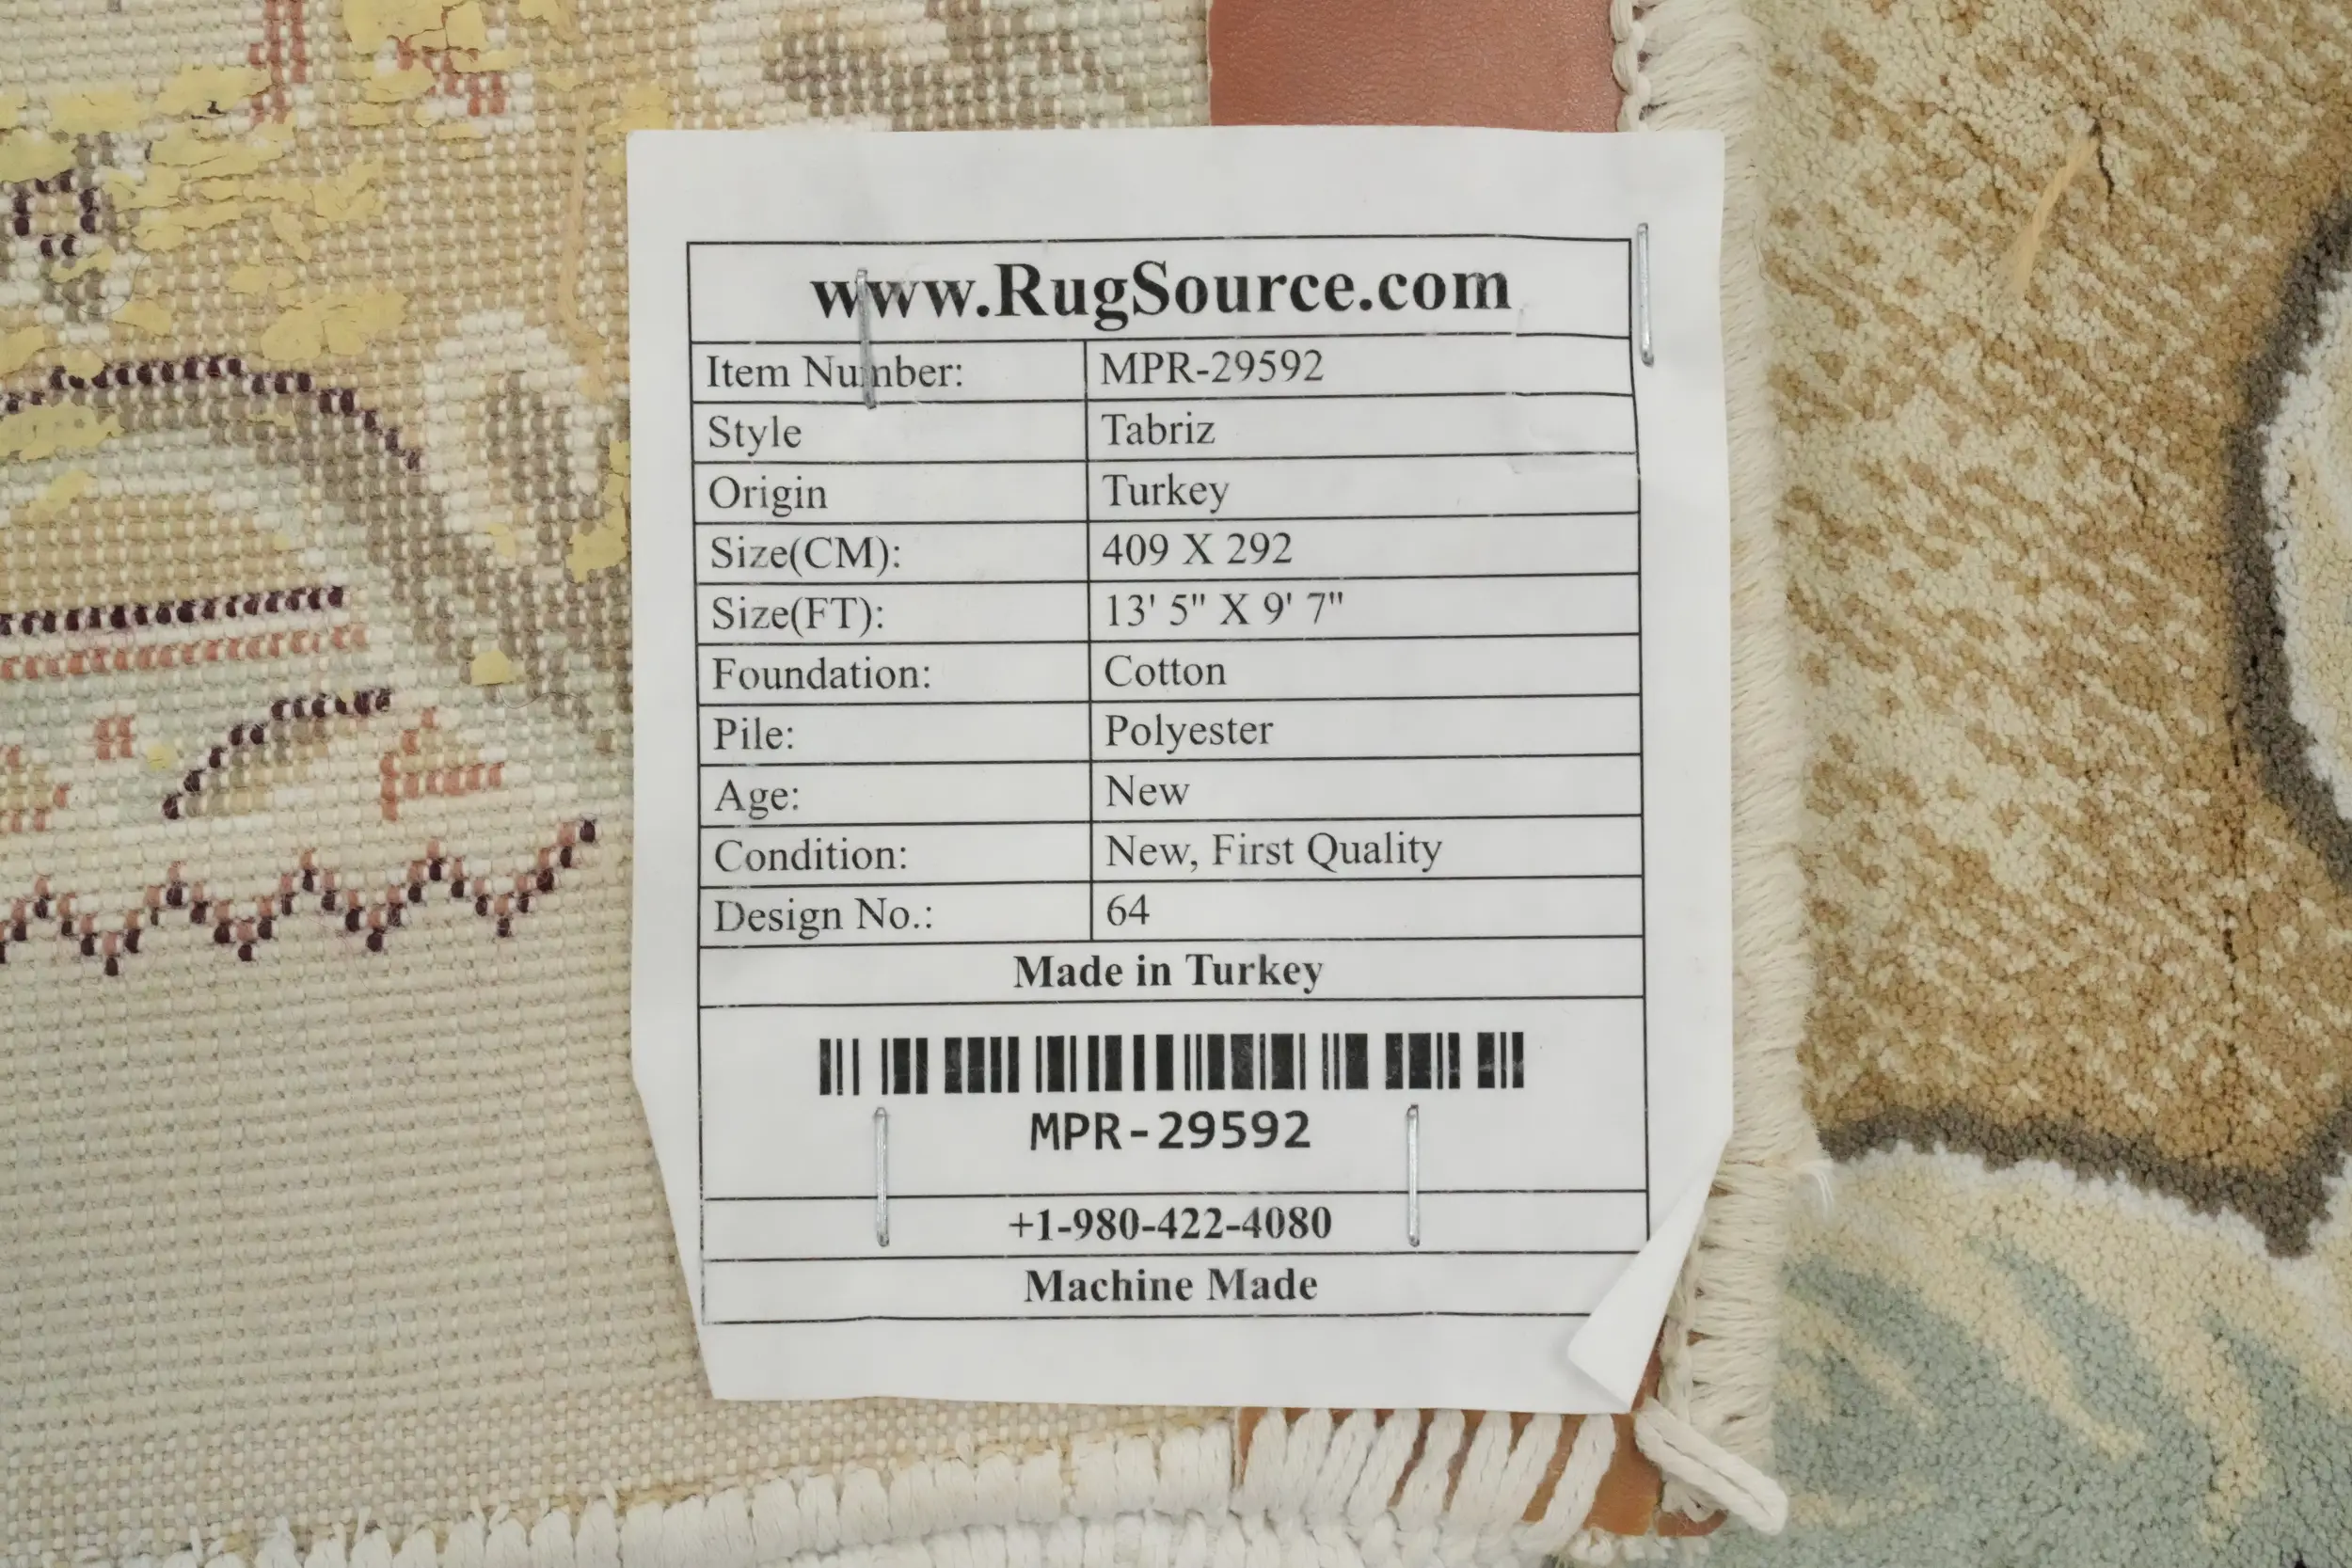 www.RugSource.com
Item Number: MPR-29592
Style Tabriz
Origin Turkey
Size(CM): 409 X 292
Size(FT): 13' 5" X 9' 7"
Foundation: Cotton
Pile: Polyester
Age: New
Condition: New, First Quality
Design No.: 64
Made in Turkey
MPR-29592
+1-980-422-4080
Machine Made